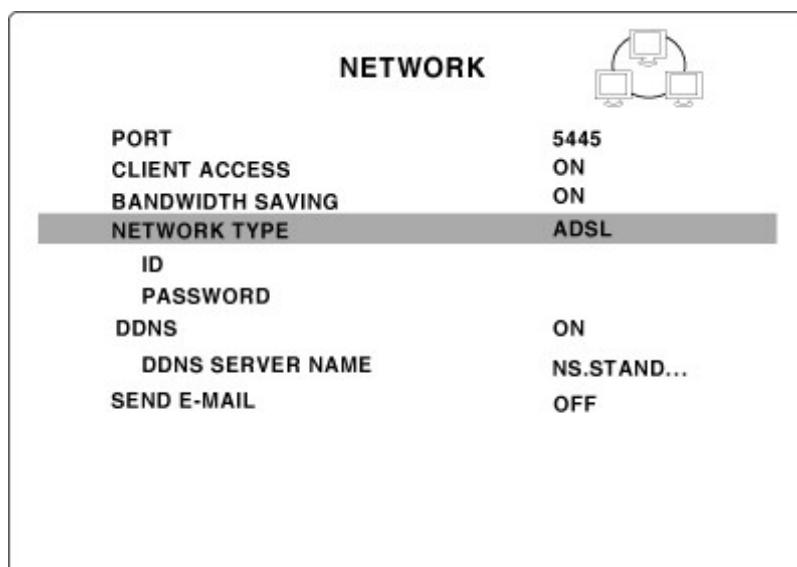 NETWORK
PORT 5445
CLIENT ACCESS ON
BANDWIDTH SAVING ON
NETWORK TYPE ADSL
ID
PASSWORD
DDNS ON
DDNS SERVER NAME NS.STAND...
SEND E-MAIL OFF